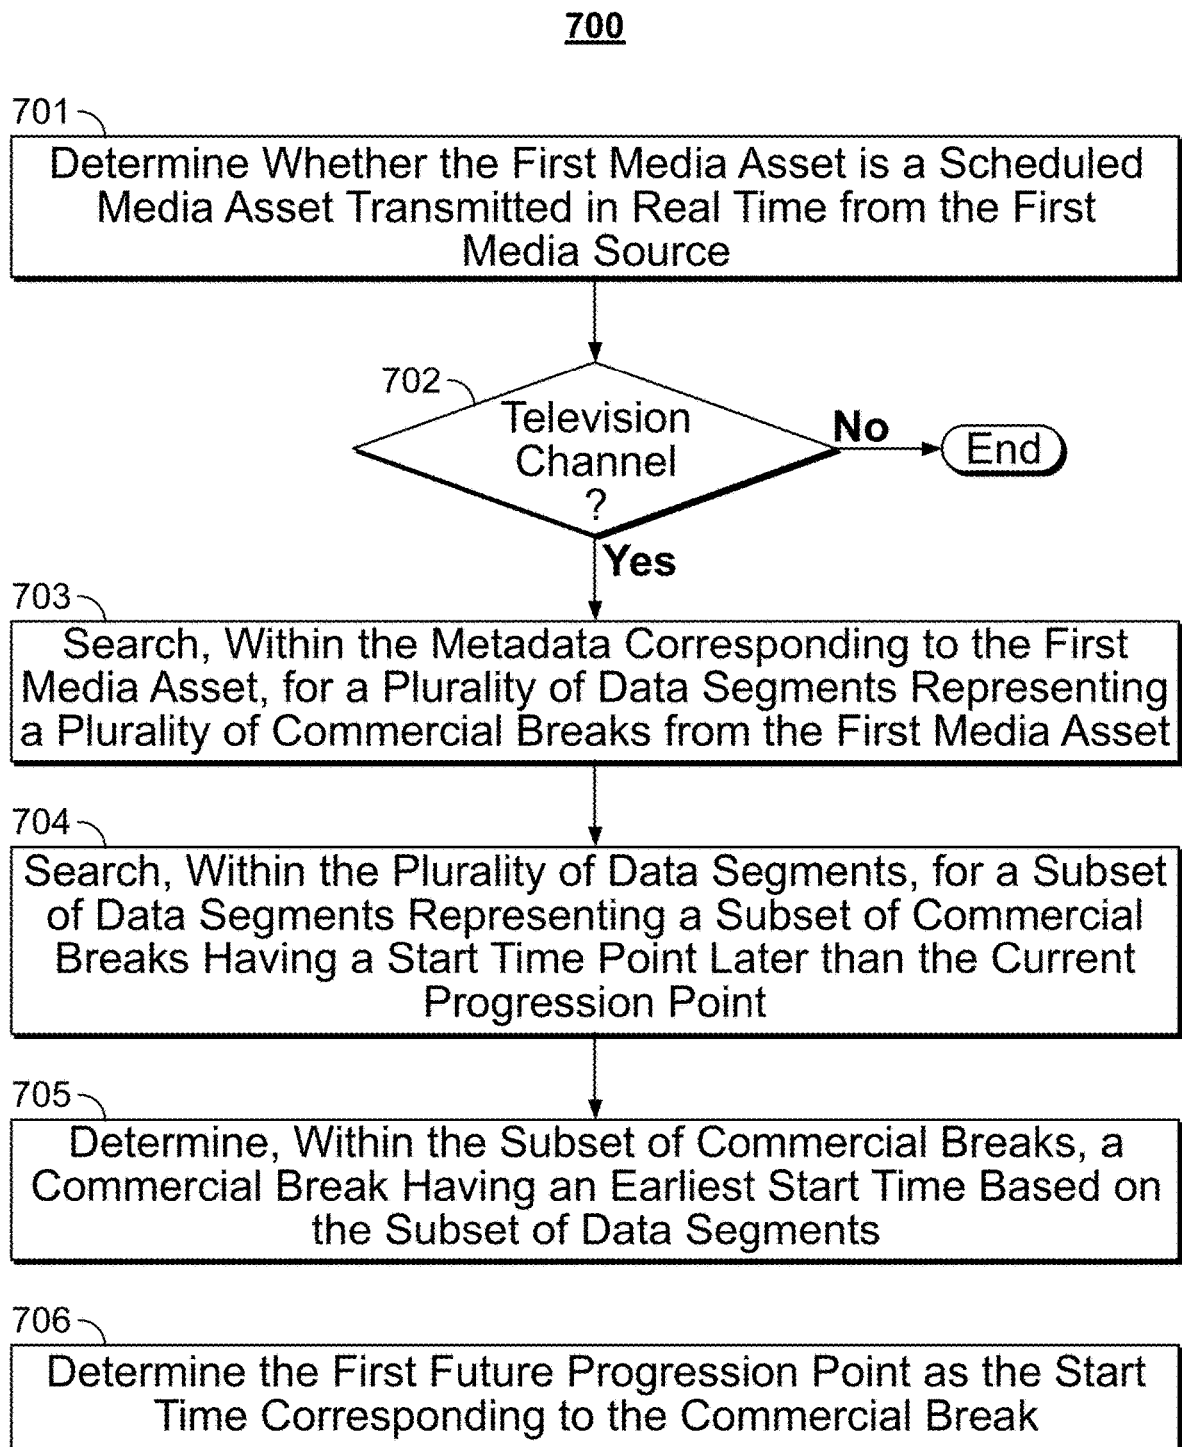 700
701
Determine Whether the First Media Asset is a Scheduled
Media Asset Transmitted in Real Time from the First
Media Source
702
Television
Channel
?
No
End
Yes
703
Search, Within the Metadata Corresponding to the First
Media Asset, for a Plurality of Data Segments Representing
a Plurality of Commercial Breaks from the First Media Asset
704
Search, Within the Plurality of Data Segments, for a Subset
of Data Segments Representing a Subset of Commercial
Breaks Having a Start Time Point Later than the Current
Progression Point
705
Determine, Within the Subset of Commercial Breaks, a
Commercial Break Having an Earliest Start Time Based on
the Subset of Data Segments
706
Determine the First Future Progression Point as the Start
Time Corresponding to the Commercial Break